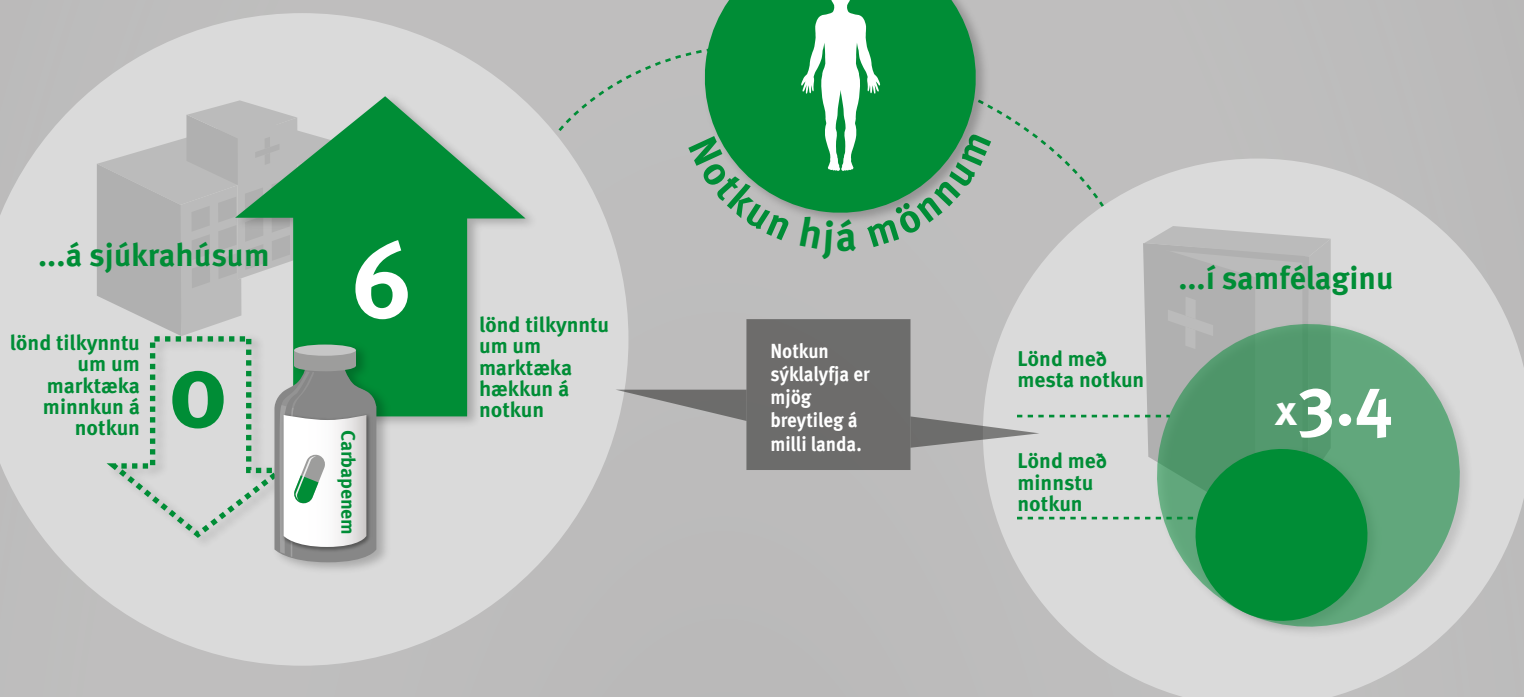 Notkun hjá mönnum
...á sjúkrahúsum
6
lönd tilkynntu
um um
marktæka
hækkun á
notkun
lönd tilkynntu
um um
marktæka
minnkun á
notkun
0
Carbapenem
Notkun
sýklalyfja er
mjög
breytileg á
milli landa.
...í samfélaginu
Lönd með
mesta notkun
x3.4
Lönd með
minnstu
notkun